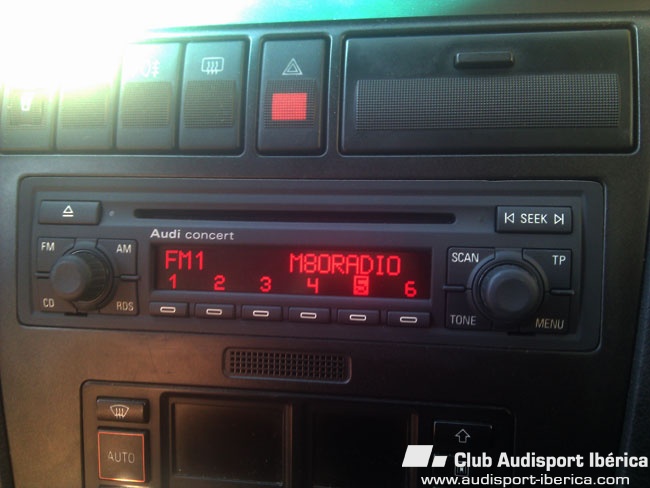 Audi concert
SEEK
FM AM
FM1 M80RADIO
SCAN TP
1 2 3 4 5 6
CD RDS
TONE MENU
AUTO
Club Audisport Ibérica
www.audisport-iberica.com